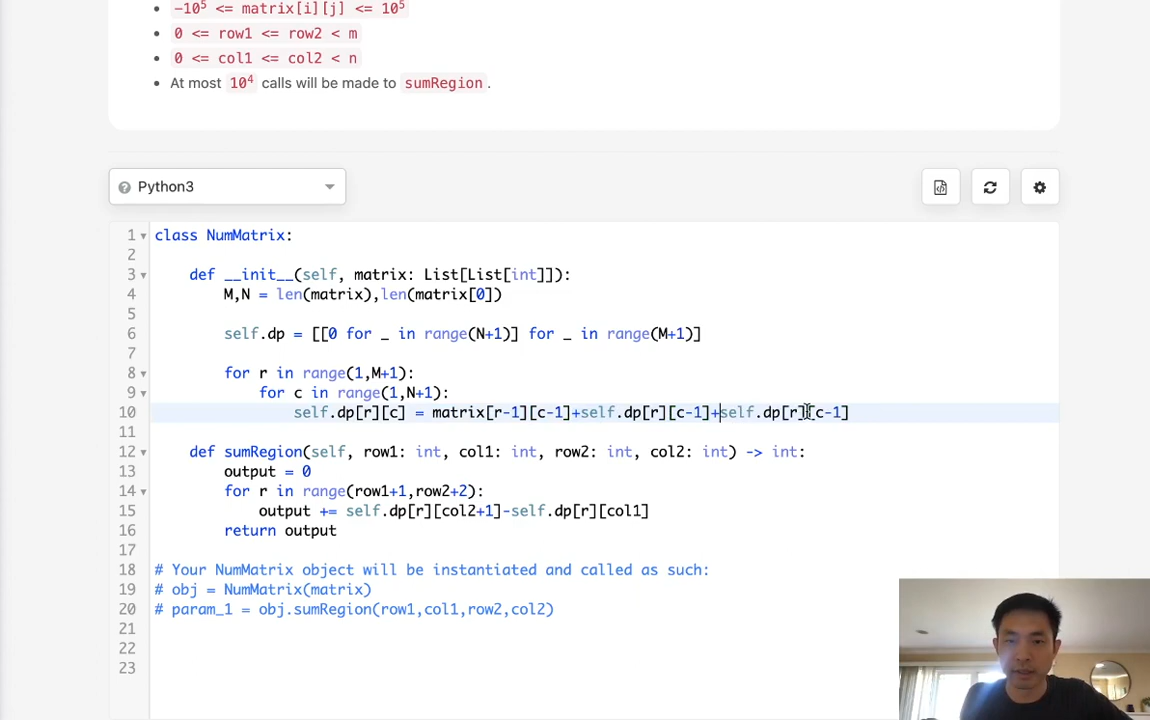 -10⁵ <= matrix[i][j] <= 10⁵
0 <= row1 <= row2 < m
0 <= col1 <= col2 < n
At most 10⁴ calls will be made to sumRegion.
Python3
1 class NumMatrix:
2
3     def __init__(self, matrix: List[List[int]]):
4         M,N = len(matrix),len(matrix[0])
5
6         self.dp = [[0 for _ in range(N+1)] for _ in range(M+1)]
7
8         for r in range(1,M+1):
9             for c in range(1,N+1):
10                 self.dp[r][c] = matrix[r-1][c-1]+self.dp[r][c-1]+self.dp[r][c-1]
11
12     def sumRegion(self, row1: int, col1: int, row2: int, col2: int) -> int:
13         output = 0
14         for r in range(row1+1,row2+2):
15             output += self.dp[r][col2+1]-self.dp[r][col1]
16         return output
17
18 # Your NumMatrix object will be instantiated and called as such:
19 # obj = NumMatrix(matrix)
20 # param_1 = obj.sumRegion(row1,col1,row2,col2)
21
22
23